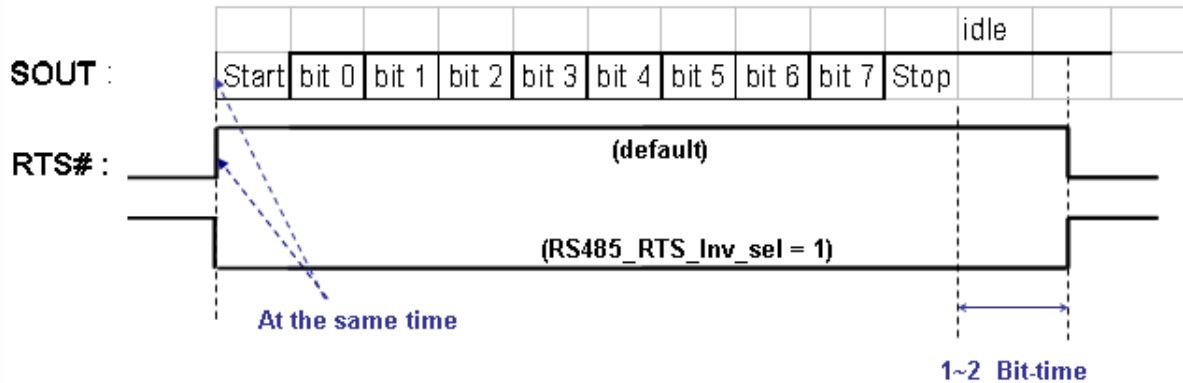 idle
SOUT : Start bit 0 bit 1 bit 2 bit 3 bit 4 bit 5 bit 6 bit 7 Stop
RTS# : (default)
(RS485_RTS_Inv_sel = 1)
At the same time
1~2 Bit-time